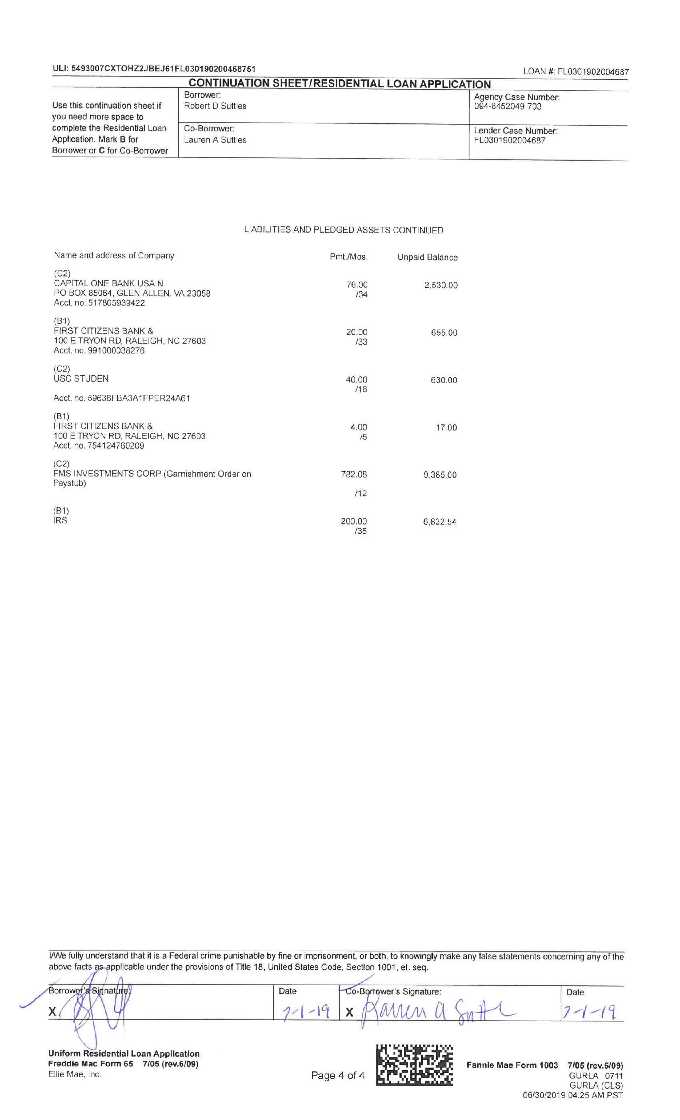 ULI: 5493007CXTOHZ2JBEJ61FL030190200468751
LOAN #: FL0301902004687
CONTINUATION SHEET/RESIDENTIAL LOAN APPLICATION
Use this continuation sheet if you need more space to complete the Residential Loan Application. Mark B for Borrower or C for Co-Borrower
Borrower:
Robert D Suttles
Agency Case Number:
094-8452049 703
Co-Borrower:
Lauren A Suttles
Lender Case Number:
FL0301902004687
LIABILITIES AND PLEDGED ASSETS CONTINUED
Name and address of Company Pmt./Mos. Unpaid Balance
(C2)
CAPITAL ONE BANK USA N 76.00 2,530.00
PO BOX 85064, GLEN ALLEN, VA 23058 /34
Acct. no. 517805939422
(B1)
FIRST CITIZENS BANK & 20.00 655.00
100 E TRYON RD, RALEIGH, NC 27603 /33
Acct. no. 991000038276
(C2)
USC STUDEN 40.00 630.00
/16
Acct. no.
(B1)
FIRST CITIZENS BANK & 4.00 17.00
100 E TRYON RD, RALEIGH, NC 27603 /5
Acct. no. 754124760209
(C2)
FMS INVESTMENTS CORP (Garnishment Order on 782.08 9,385.00
Paystub)
/12
(B1)
IRS 200.00 6,832.54
/35
I/We fully understand that it is a Federal crime punishable by fine or imprisonment, or both, to knowingly make any false statements concerning any of the
above facts as applicable under the provisions of Title 18, United States Code, Section 1001, et. seq.
Borrower's Signature: Date Co-Borrower's Signature: Date
X 7-1-19 X 7-1-19
Uniform Residential Loan Application
Freddie Mac Form 65 7/05 (rev.6/09)
Ellie Mae, Inc.
Page 4 of 4
Fannie Mae Form 1003 7/05 (rev.6/09)
GURLA 0711
GURLA (CLS)
06/30/2019 04:25 AM PST